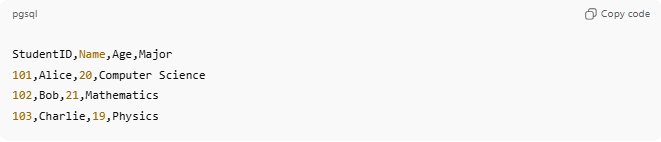 pgsql Copy code
StudentID,Name,Age,Major
101,Alice,20,Computer Science
102,Bob,21,Mathematics
103,Charlie,19,Physics